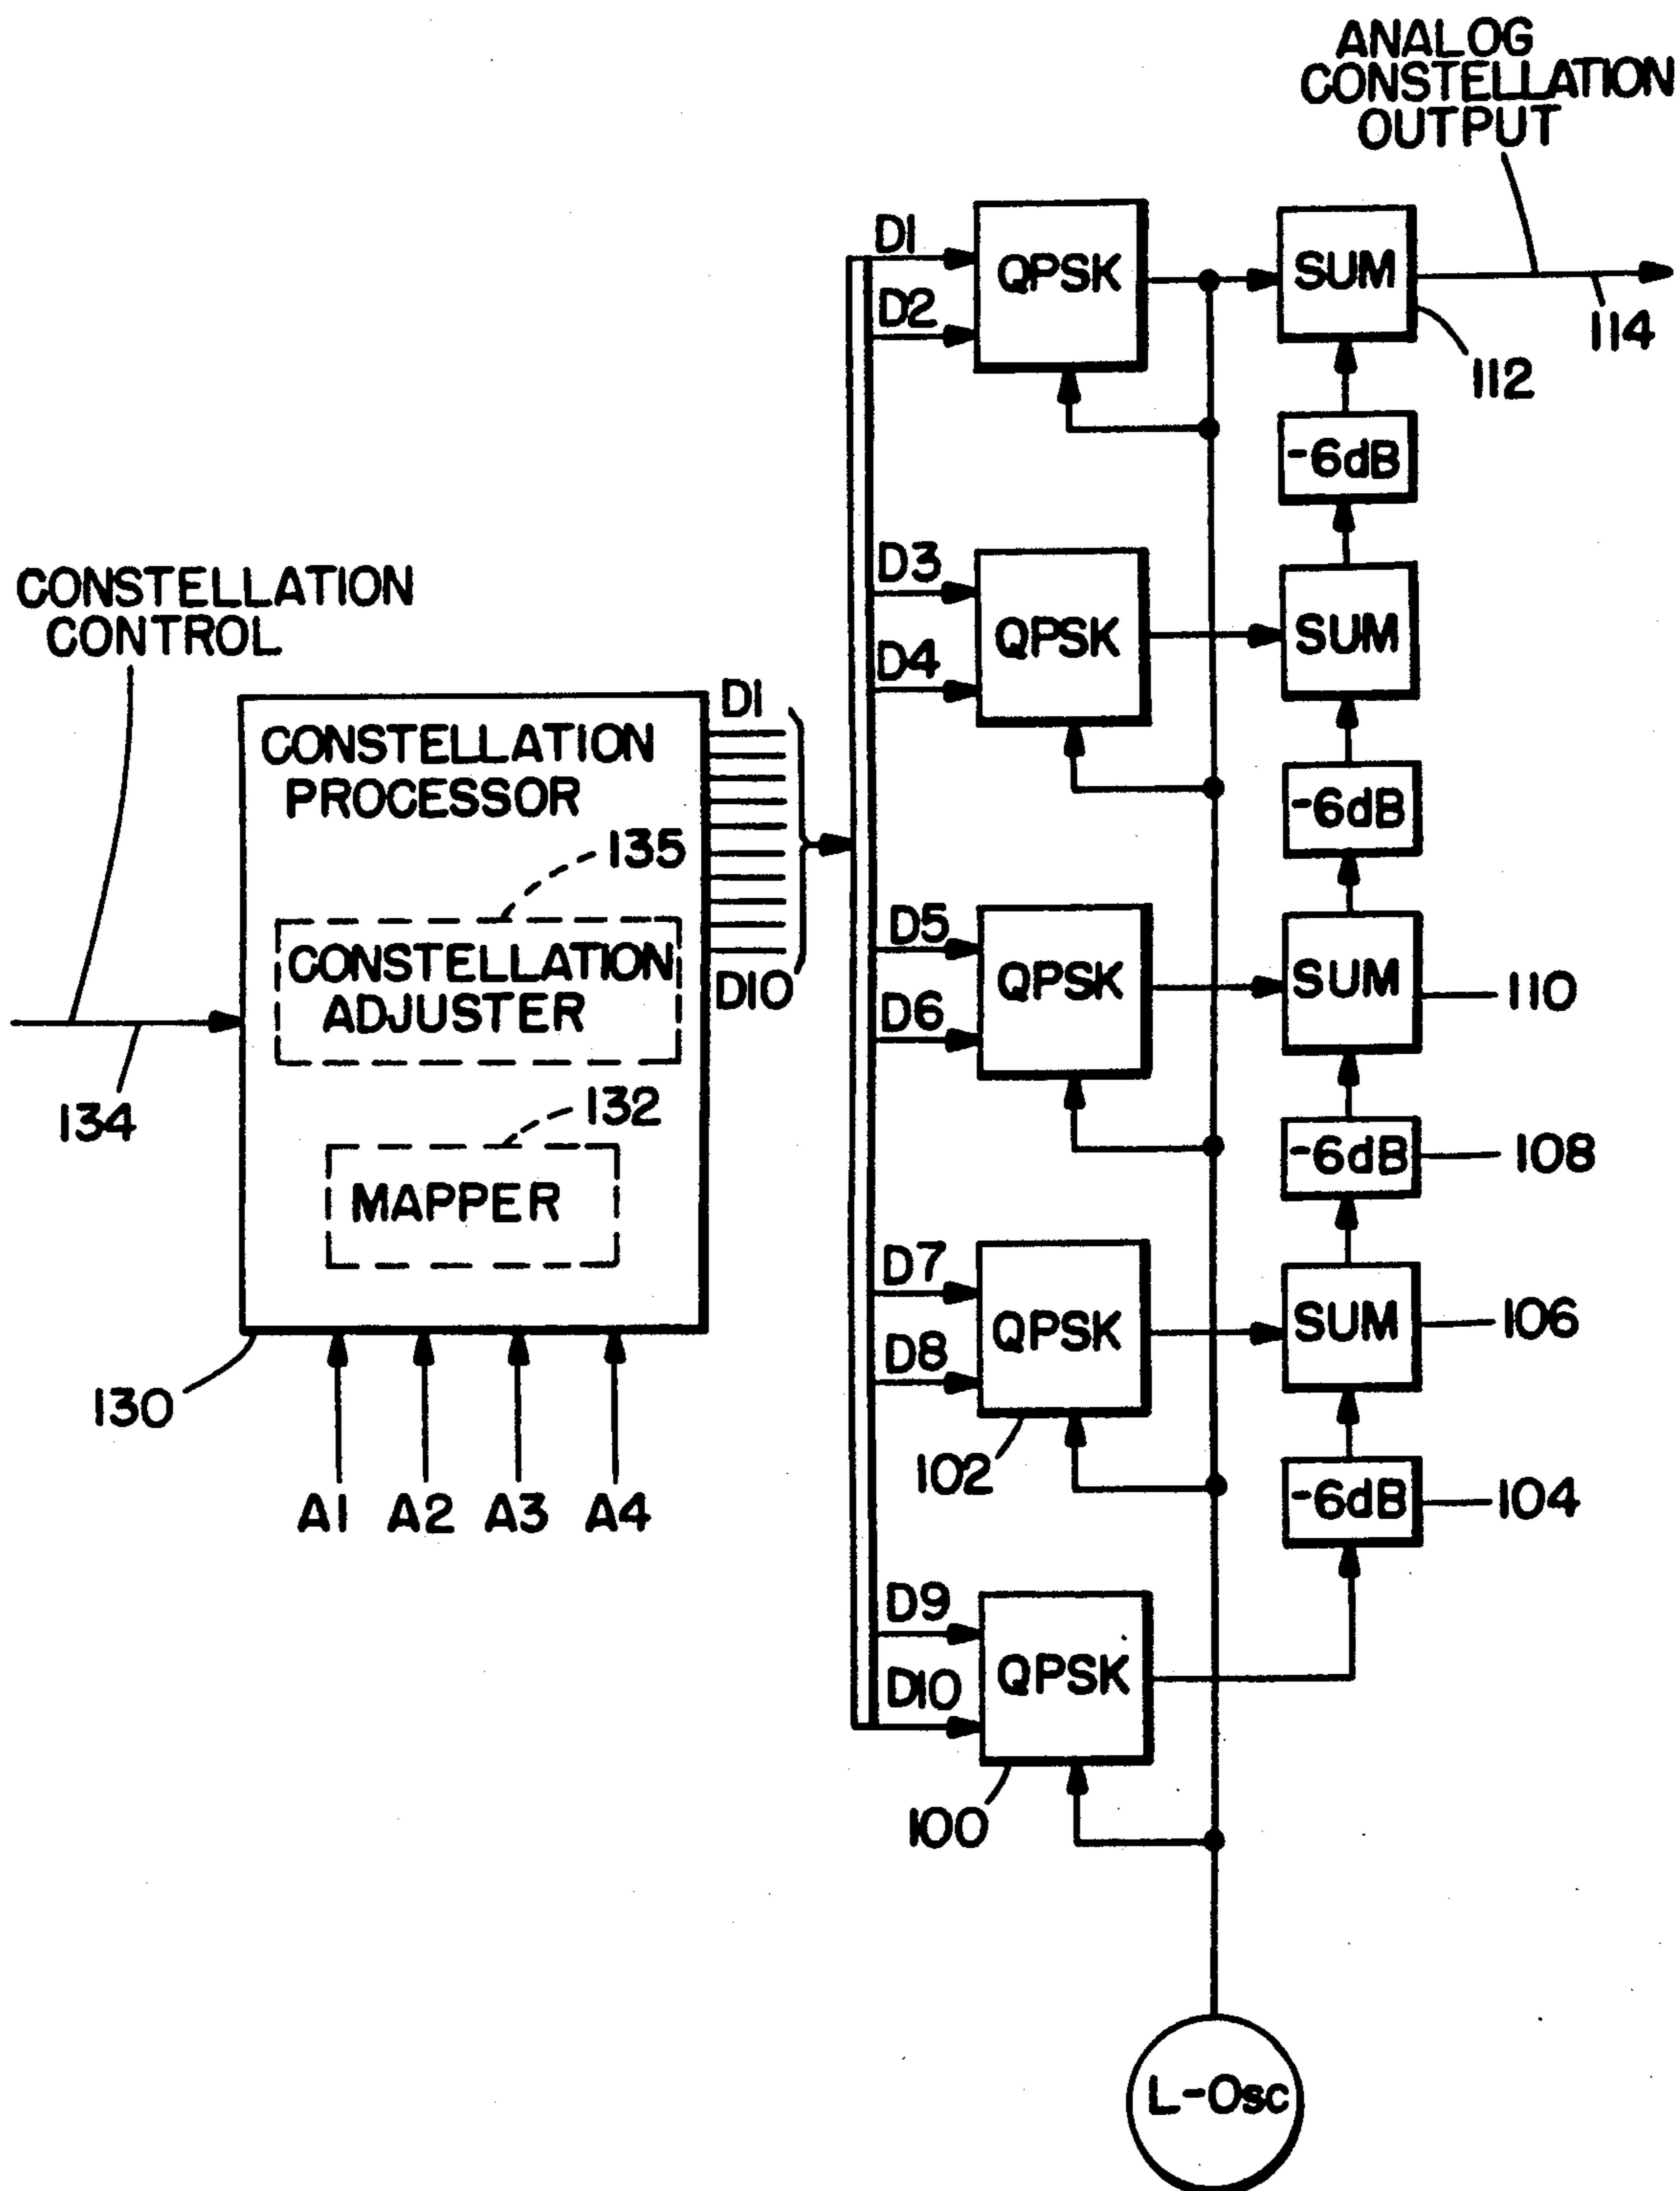 ANALOG
CONSTELLATION
OUTPUT
114
112
D1
D2
QPSK
SUM
-6dB
D3
D4
QPSK
SUM
-6dB
CONSTELLATION
CONTROL
134
CONSTELLATION
PROCESSOR
135
CONSTELLATION
ADJUSTER
132
MAPPER
130
A1 A2 A3 A4
D1
D10
D5
D6
QPSK
SUM
110
-6dB
108
D7
D8
QPSK
102
SUM
106
-6dB
104
D9
D10
QPSK
100
L-Osc